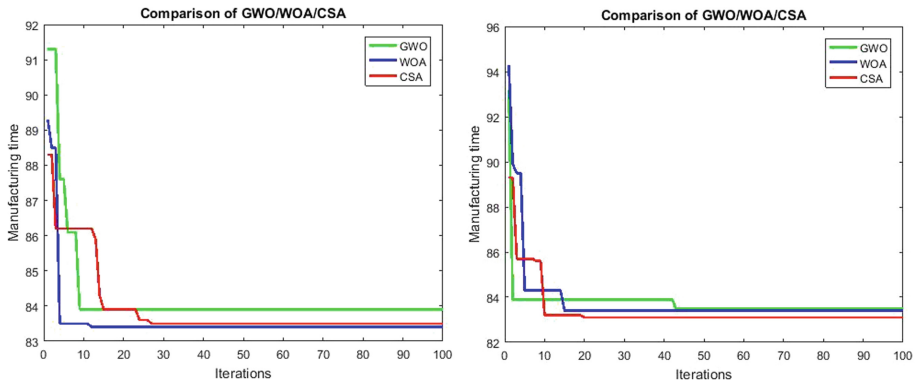 Comparison of GWO/WOA/CSA
92
91
90
89
88
87
86
85
84
83
Manufacturing time
GWO
WOA
CSA
0 10 20 30 40 50 60 70 80 90 100
Iterations
Comparison of GWO/WOA/CSA
96
94
92
90
88
86
84
82
Manufacturing time
GWO
WOA
CSA
0 10 20 30 40 50 60 70 80 90 100
Iterations